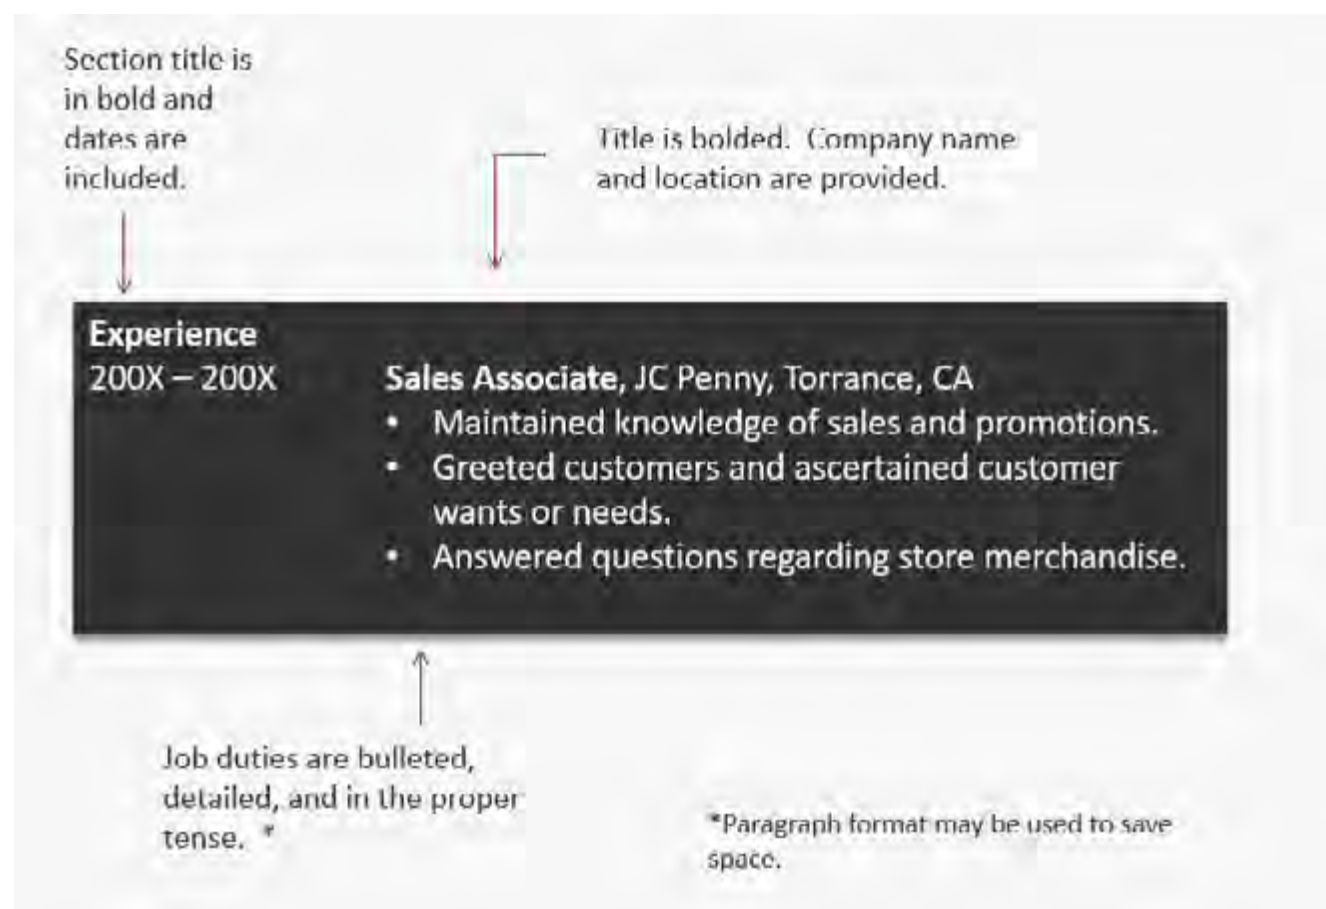 Section title is
in bold and
dates are
included.
Title is bolded. Company name
and location are provided.
Experience
200X – 200X
Sales Associate, JC Penny, Torrance, CA
• Maintained knowledge of sales and promotions.
• Greeted customers and ascertained customer
wants or needs.
• Answered questions regarding store merchandise.
Job duties are bulleted,
detailed, and in the proper
tense. *
*Paragraph format may be used to save
space.